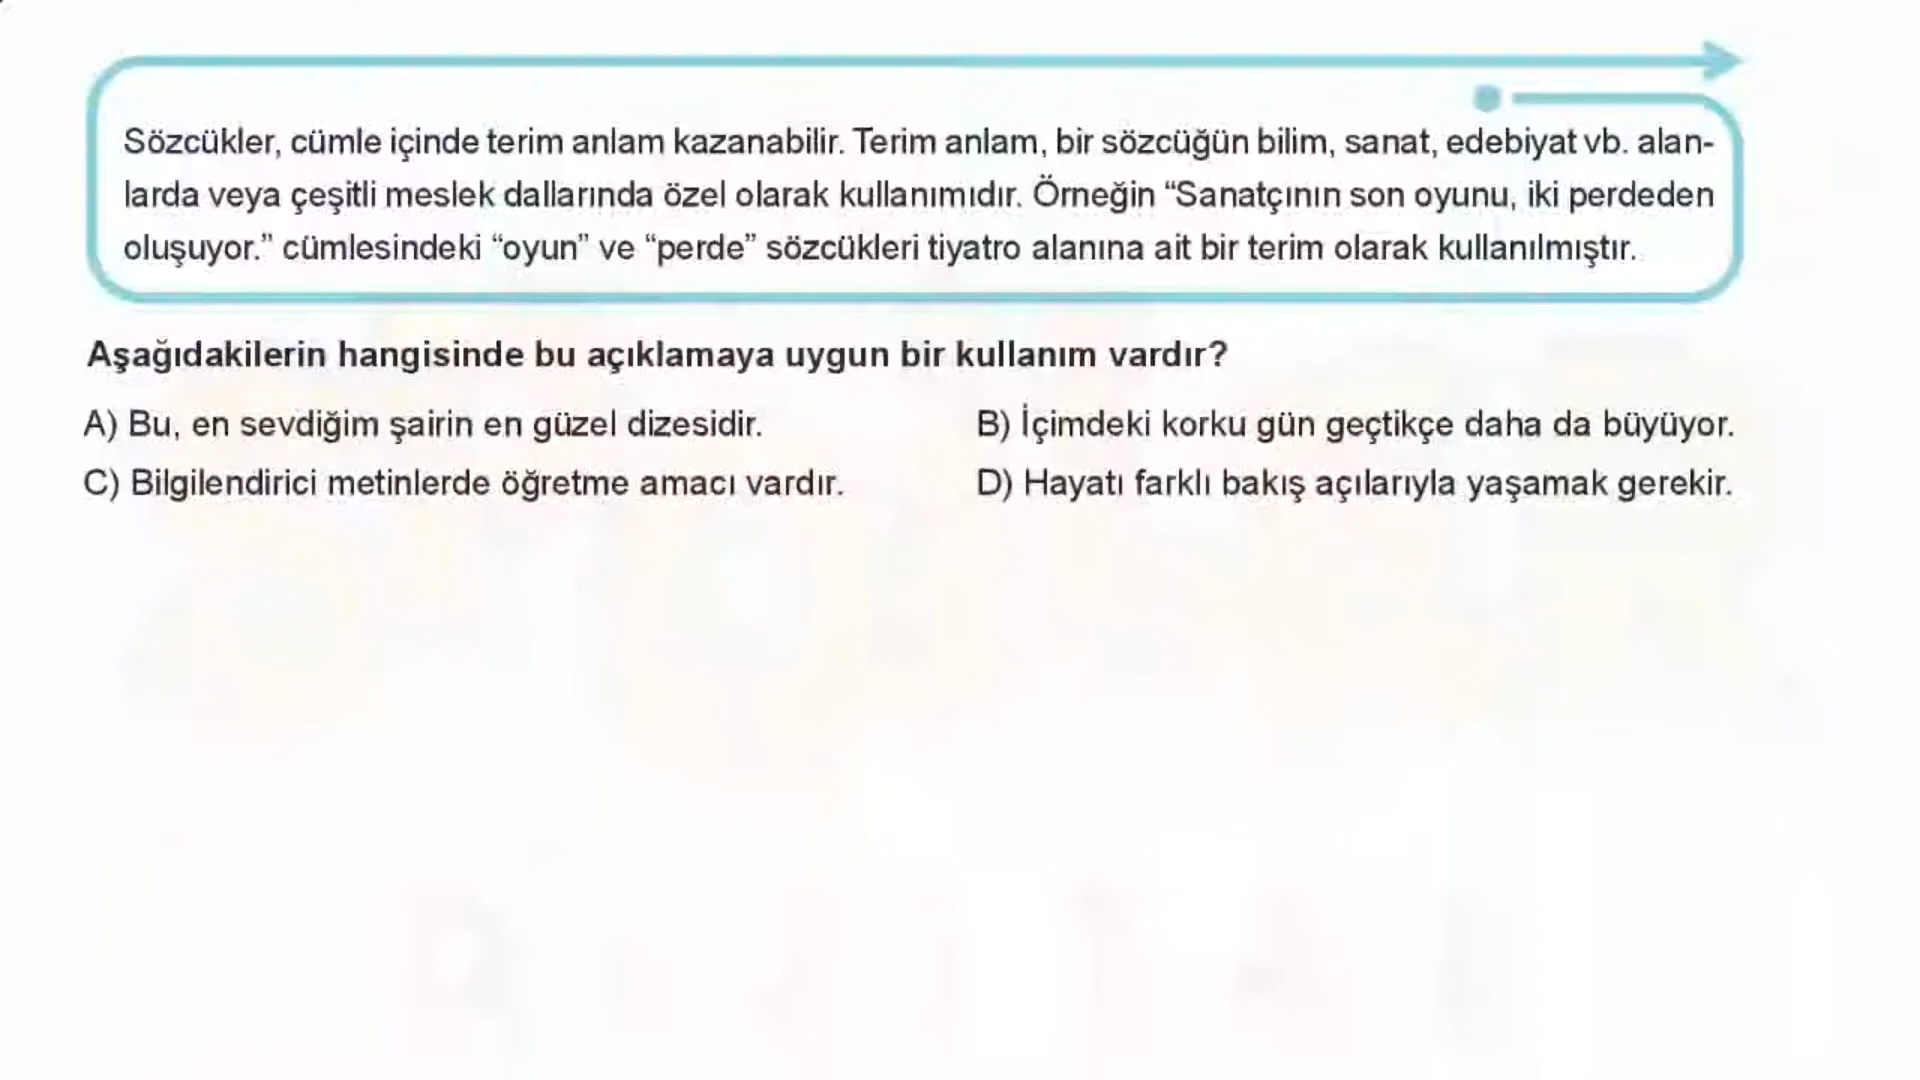 Sözcükler, cümle içinde terim anlam kazanabilir. Terim anlam, bir sözcüğün bilim, sanat, edebiyat vb. alan-
larda veya çeşitli meslek dallarında özel olarak kullanımıdır. Örneğin “Sanatçının son oyunu, iki perdeden
oluşuyor.” cümlesindeki “oyun” ve “perde” sözcükleri tiyatro alanına ait bir terim olarak kullanılmıştır.
Aşağıdakilerin hangisinde bu açıklamaya uygun bir kullanım vardır?
A) Bu, en sevdiğim şairin en güzel dizesidir.
B) İçimdeki korku gün geçtikçe daha da büyüyor.
C) Bilgilendirici metinlerde öğretme amacı vardır.
D) Hayatı farklı bakış açılarıyla yaşamak gerekir.